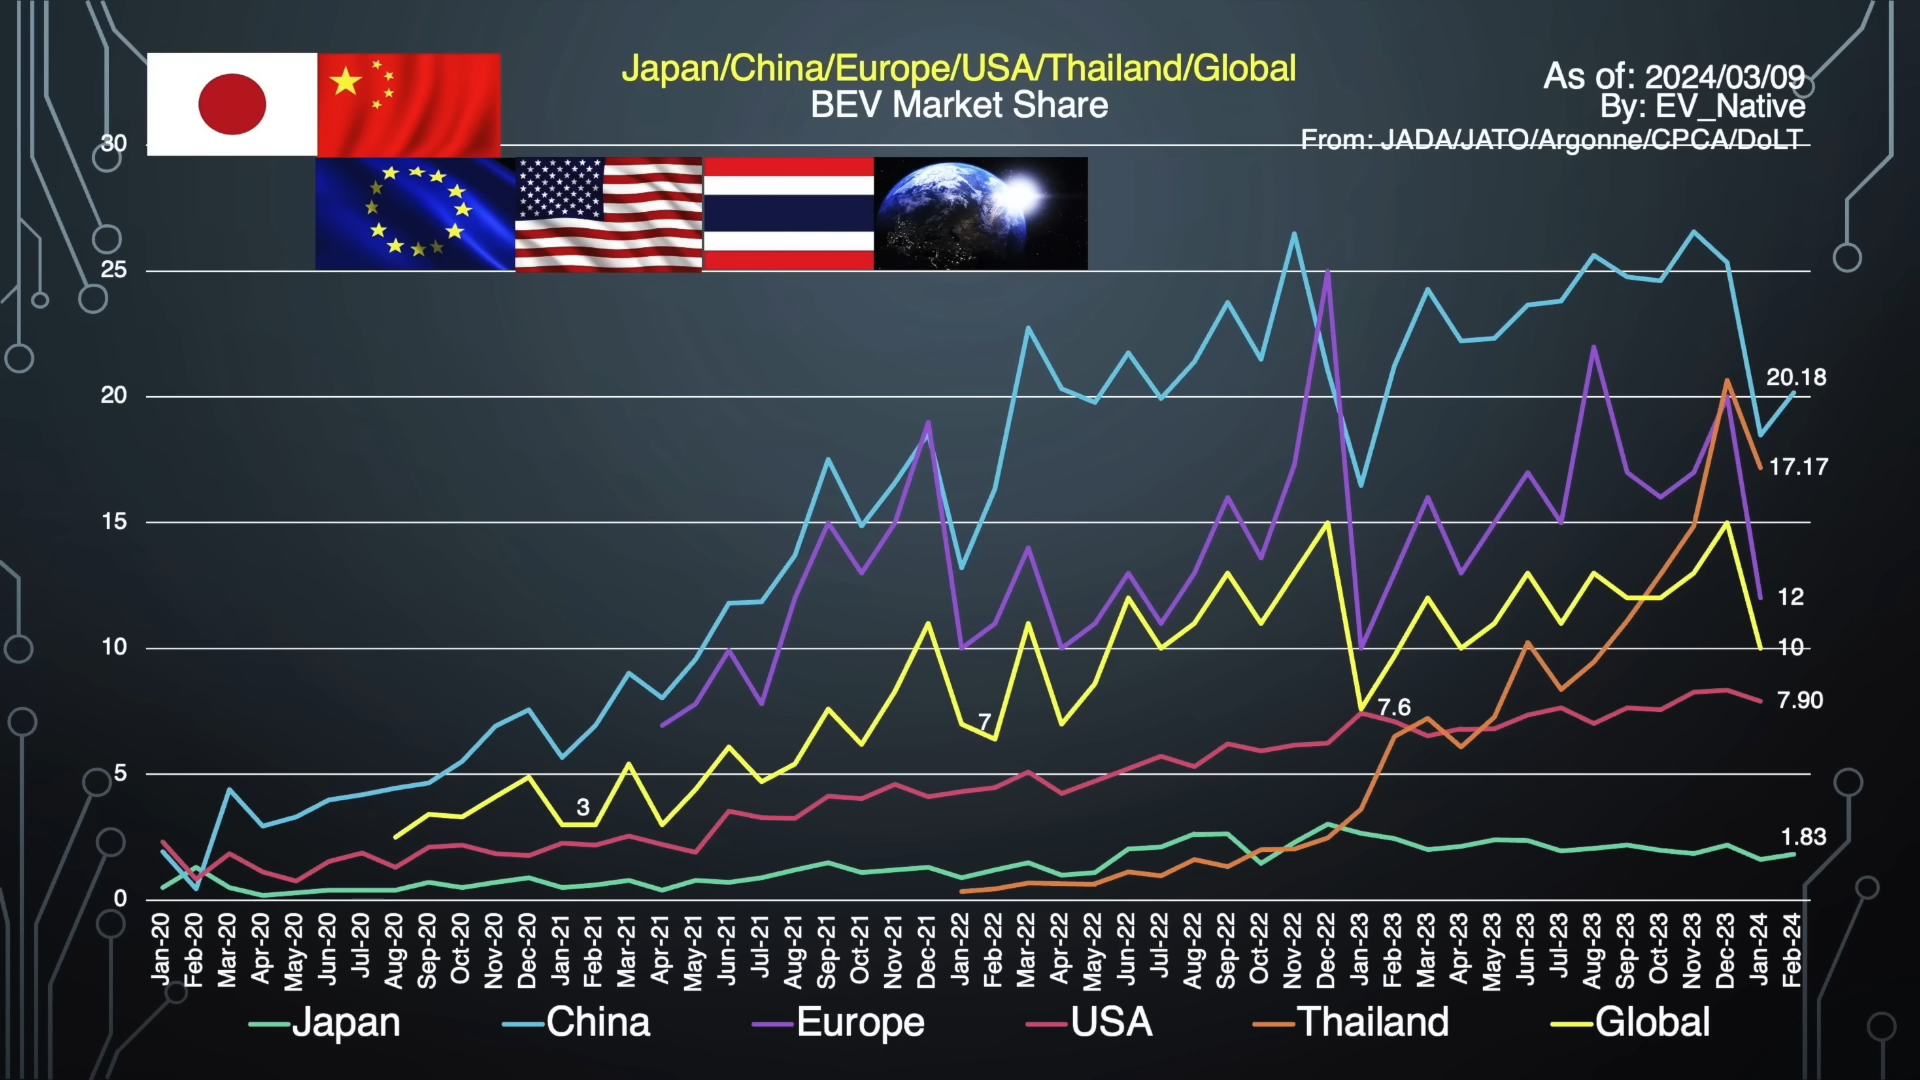 Japan/China/Europe/USA/Thailand/Global
BEV Market Share
As of: 2024/03/09
By: EV_Native
From: JADA/JATO/Argonne/CPCA/DoLT
30
25
20
15
10
5
0
20.18
17.17
12
10
7.90
1.83
7.6
7
3
Jan-20
Feb-20
Mar-20
Apr-20
May-20
Jun-20
Jul-20
Aug-20
Sep-20
Oct-20
Nov-20
Dec-20
Jan-21
Feb-21
Mar-21
Apr-21
May-21
Jun-21
Jul-21
Aug-21
Sep-21
Oct-21
Nov-21
Dec-21
Jan-22
Feb-22
Mar-22
Apr-22
May-22
Jun-22
Jul-22
Aug-22
Sep-22
Oct-22
Nov-22
Dec-22
Jan-23
Feb-23
Mar-23
Apr-23
May-23
Jun-23
Jul-23
Aug-23
Sep-23
Oct-23
Nov-23
Dec-23
Jan-24
Feb-24
Japan China Europe USA Thailand Global